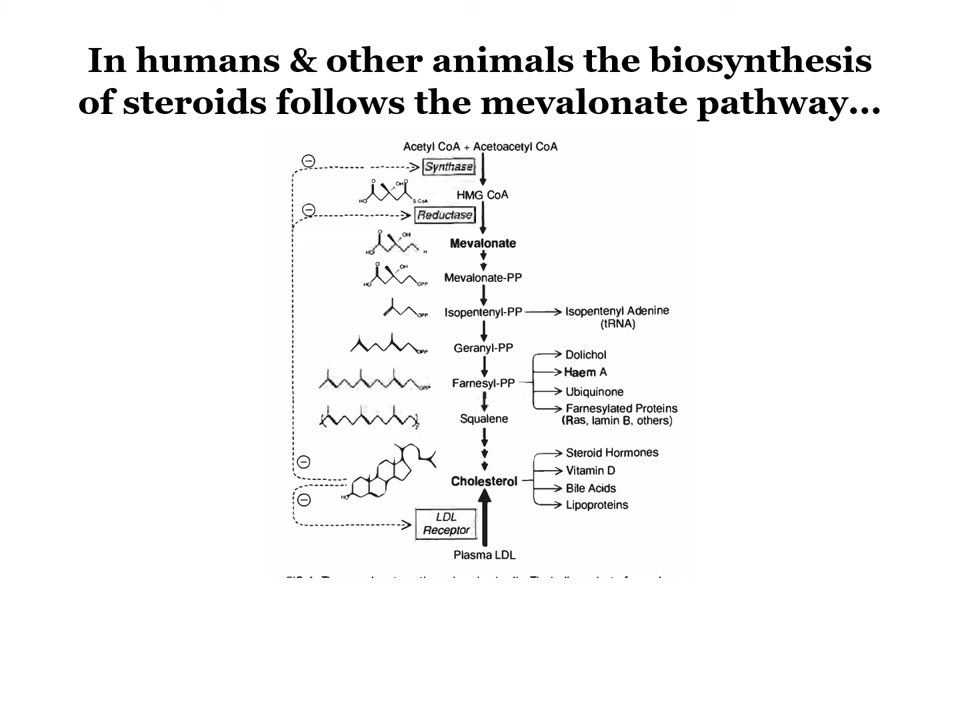 In humans & other animals the biosynthesis
of steroids follows the mevalonate pathway...
Acetyl CoA + Acetoacetyl CoA
Synthase
HMG CoA
Reductase
Mevalonate
Mevalonate-PP
Isopentenyl-PP
Isopentenyl Adenine
(tRNA)
Geranyl-PP
Dolichol
Haem A
Farnesyl-PP
Ubiquinone
Farnesylated Proteins
(Ras, lamin B, others)
Squalene
Steroid Hormones
Vitamin D
Cholesterol
Bile Acids
Lipoproteins
LDL
Receptor
Plasma LDL